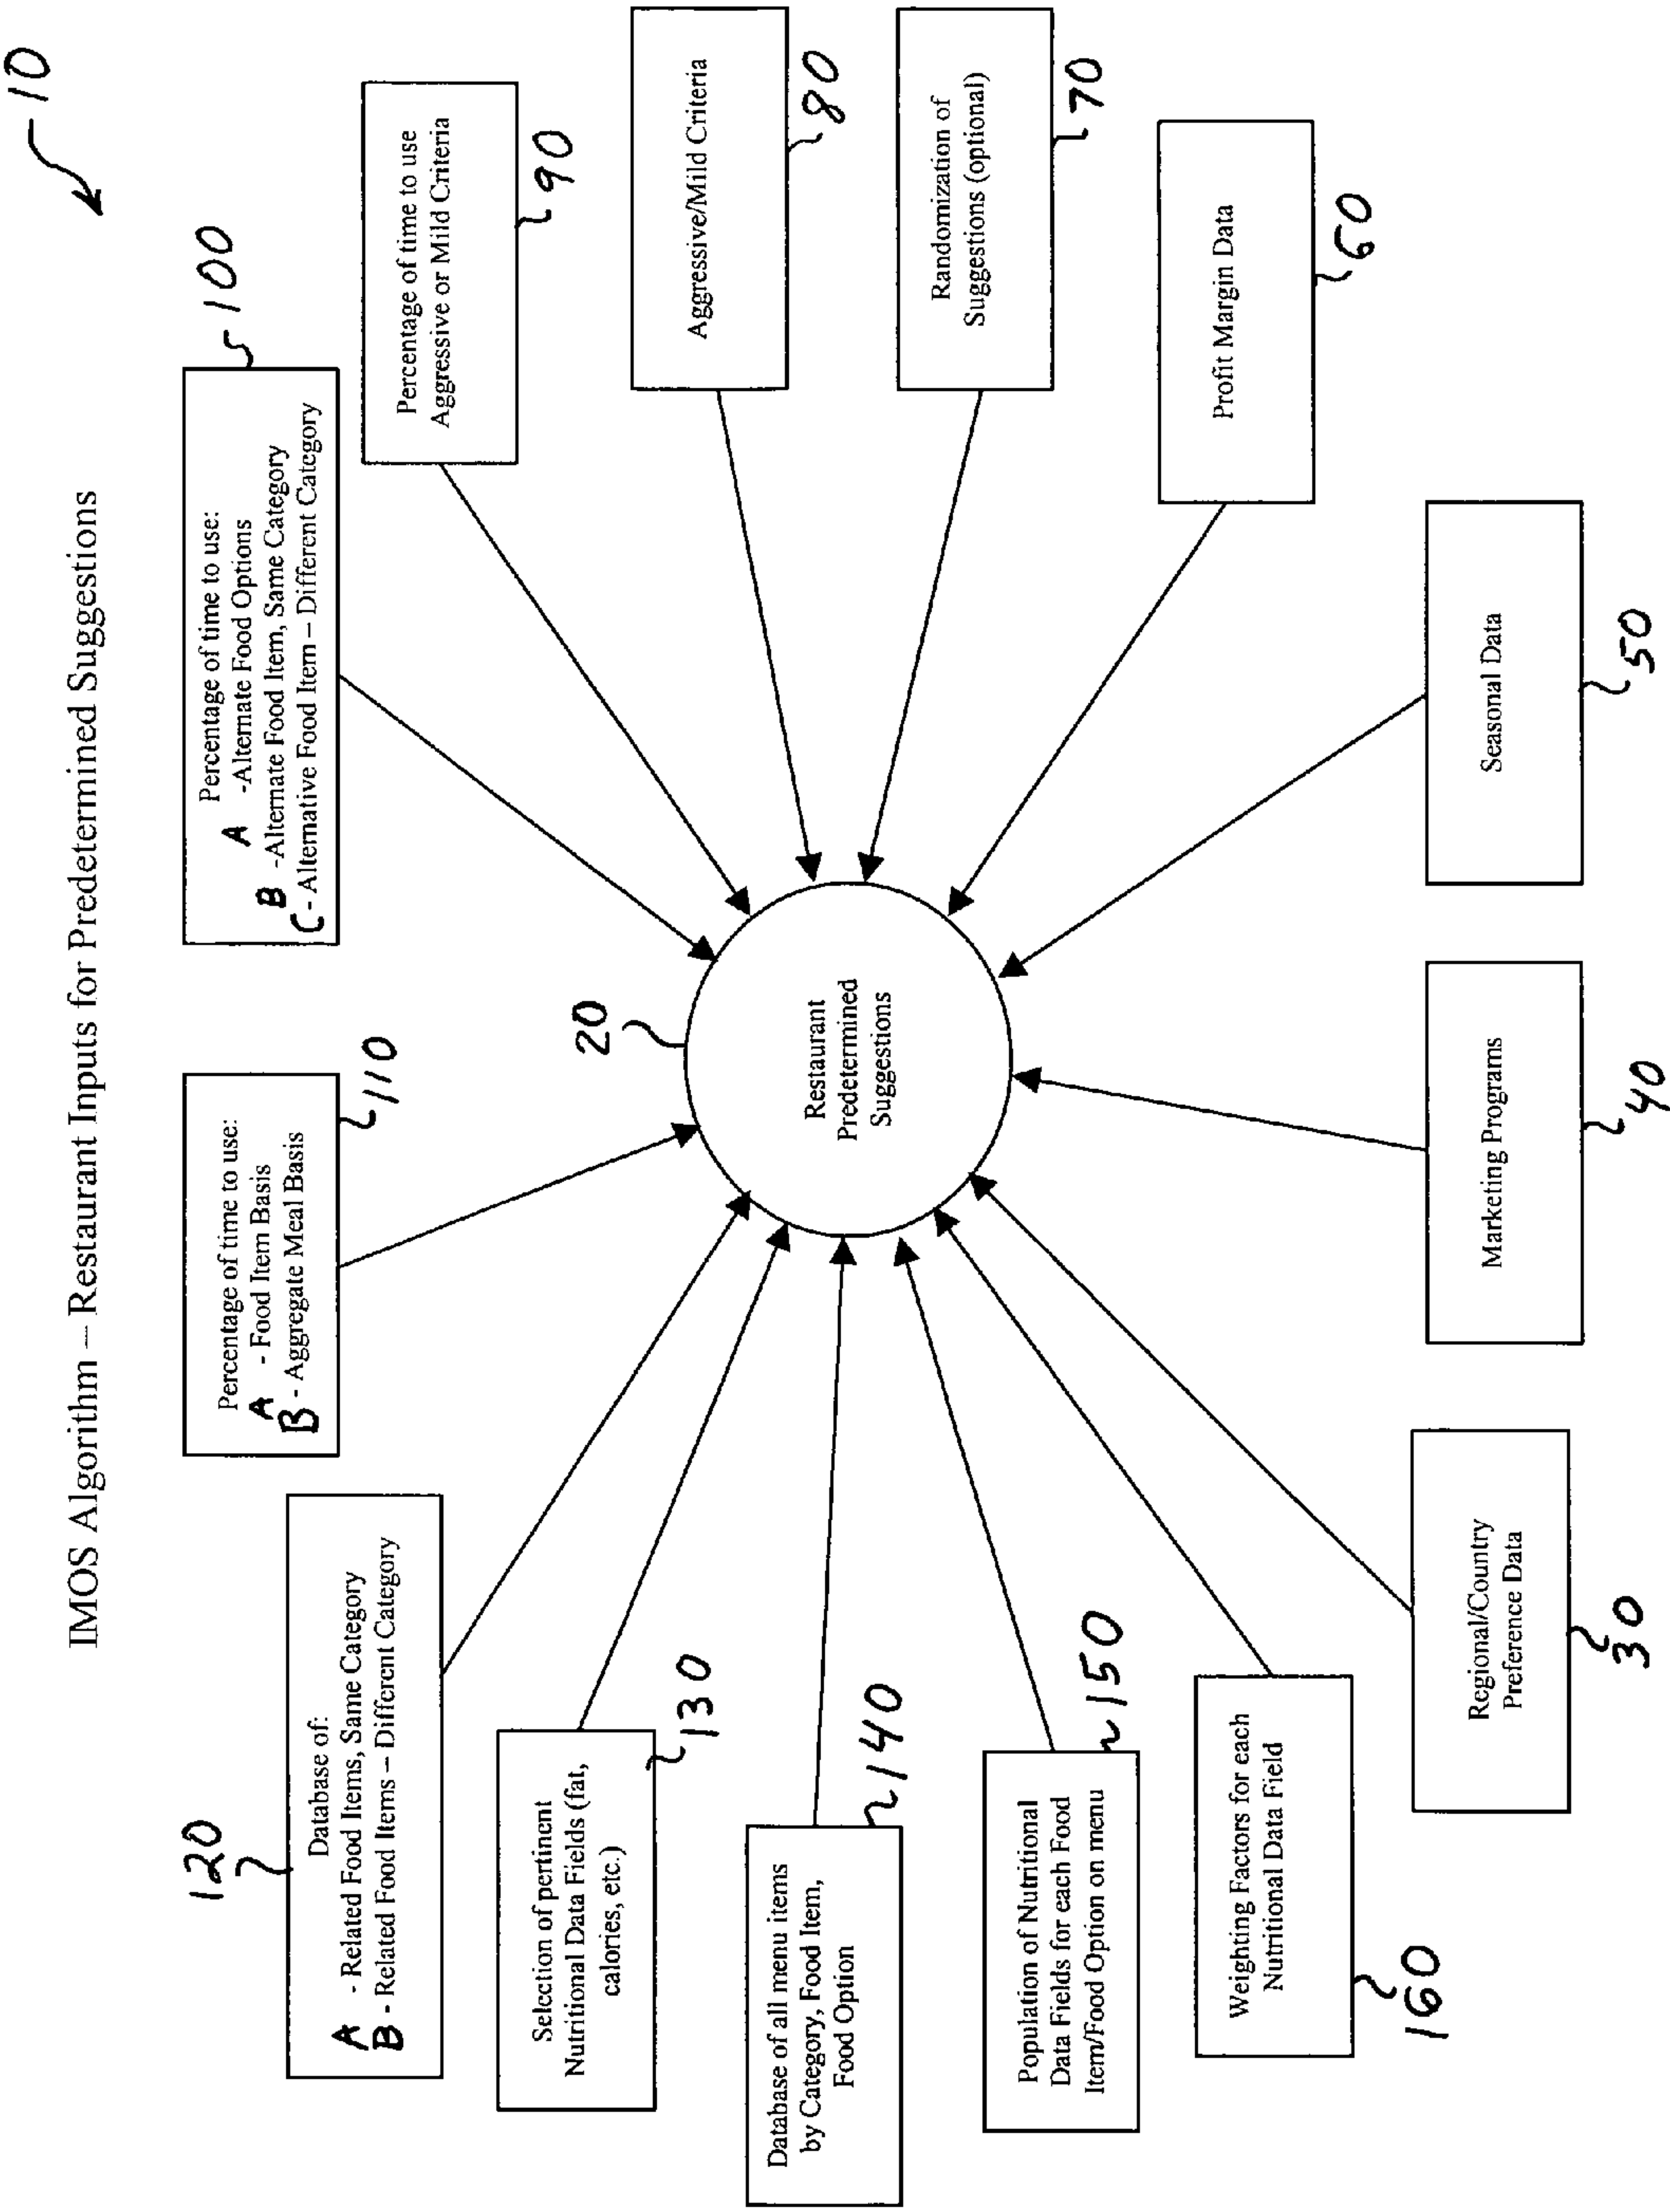 10
IMOS Algorithm – Restaurant Inputs for Predetermined Suggestions
120
Database of:
A - Related Food Items, Same Category
B - Related Food Items – Different Category
Percentage of time to use:
A - Food Item Basis
B - Aggregate Meal Basis
110
Percentage of time to use:
A -Alternate Food Options
B -Alternate Food Item, Same Category
C - Alternative Food Item – Different Category
100
Percentage of time to use
Aggressive or Mild Criteria
90
Selection of pertinent
Nutritional Data Fields (fat,
calories, etc.)
130
Aggressive/Mild Criteria
80
Database of all menu items
by Category, Food Item,
Food Option
140
20
Restaurant
Predetermined
Suggestions
Randomization of
Suggestions (optional)
70
Population of Nutritional
Data Fields for each Food
Item/Food Option on menu
150
Profit Margin Data
60
Weighting Factors for each
Nutritional Data Field
160
Regional/Country
Preference Data
30
Marketing Programs
40
Seasonal Data
50